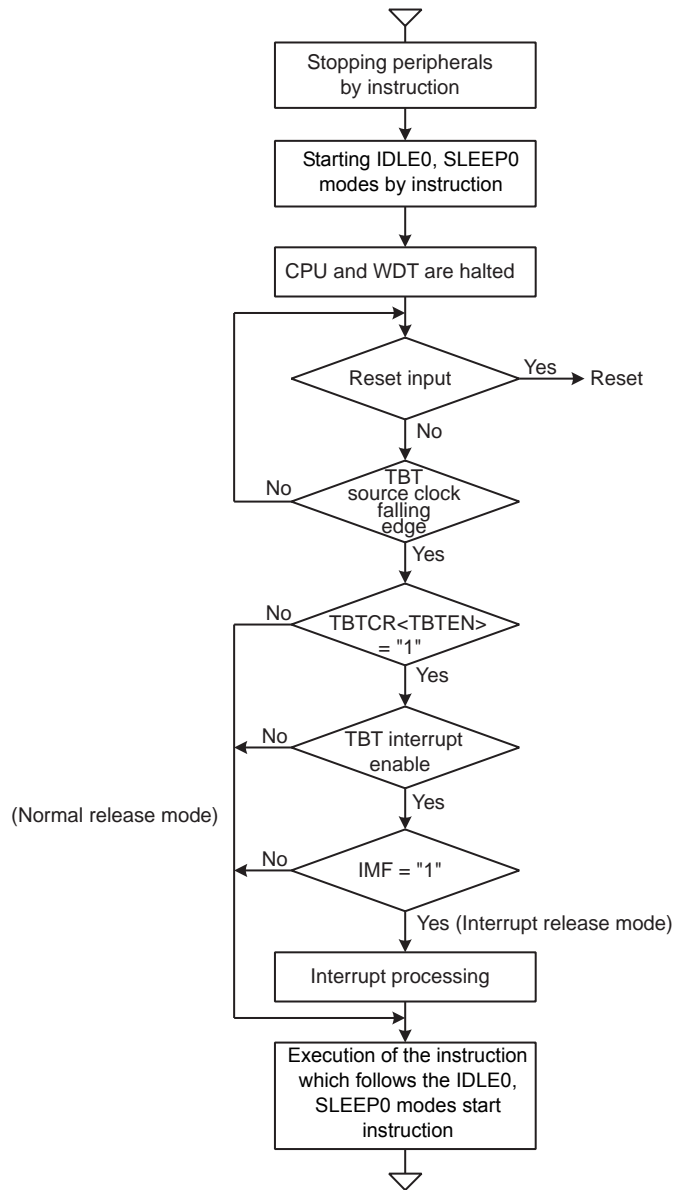 Stopping peripherals
by instruction
Starting IDLE0, SLEEP0
modes by instruction
CPU and WDT are halted
Reset input
Yes
Reset
No
No
TBT
source clock
falling
edge
Yes
No
TBTCR<TBTEN>
= "1"
Yes
No
TBT interrupt
enable
Yes
(Normal release mode)
No
IMF = "1"
Yes (Interrupt release mode)
Interrupt processing
Execution of the instruction
which follows the IDLE0,
SLEEP0 modes start
instruction